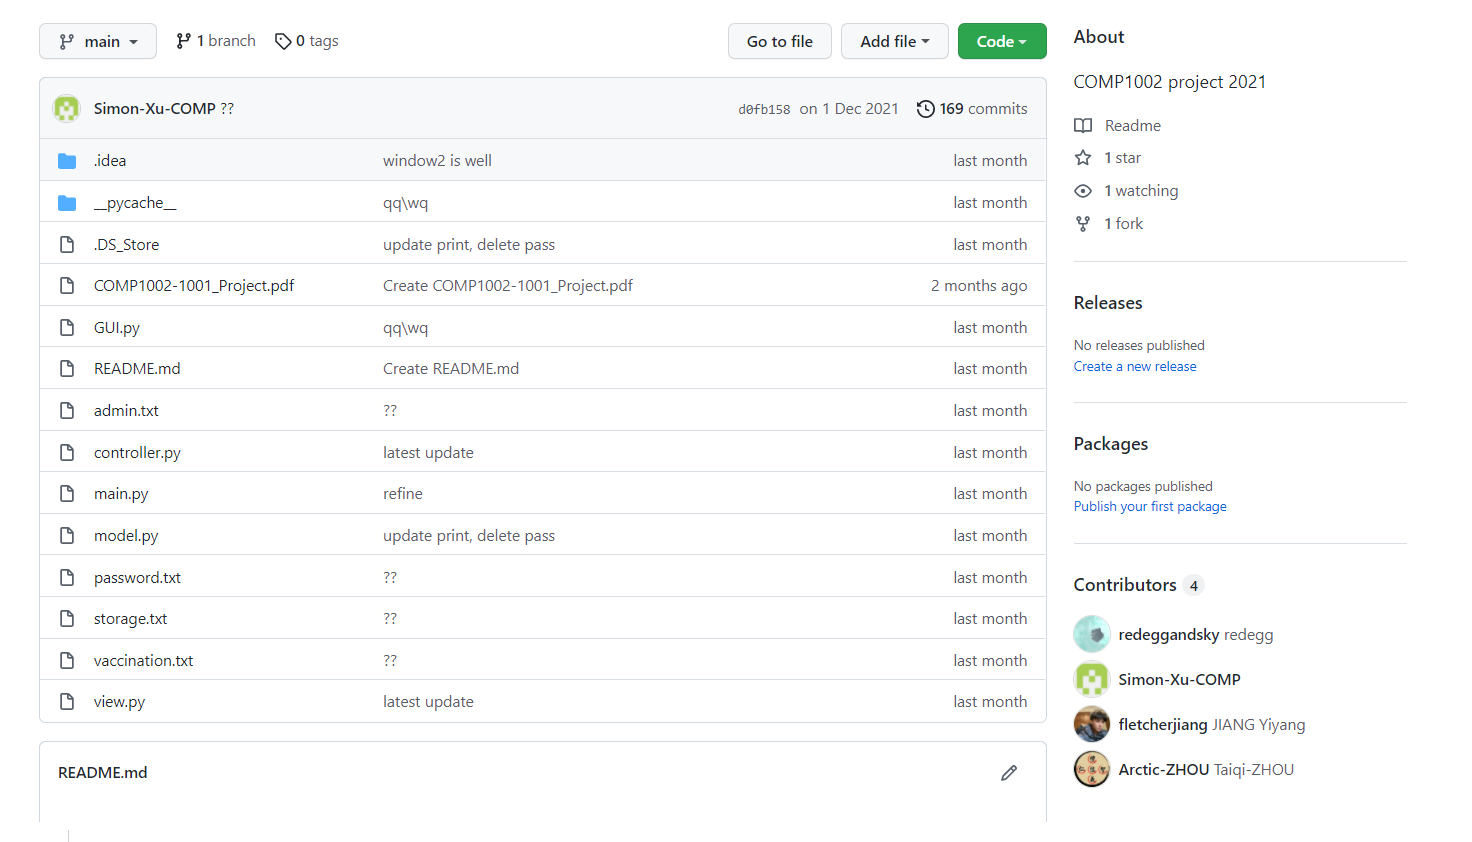 main 1 branch 0 tags Go to file Add file Code
Simon-Xu-COMP ?? d0fb158 on 1 Dec 2021 169 commits
.idea window2 is well last month
__pycache__ qq\wq last month
.DS_Store update print, delete pass last month
COMP1002-1001_Project.pdf Create COMP1002-1001_Project.pdf 2 months ago
GUI.py qq\wq last month
README.md Create README.md last month
admin.txt ?? last month
controller.py latest update last month
main.py refine last month
model.py update print, delete pass last month
password.txt ?? last month
storage.txt ?? last month
vaccination.txt ?? last month
view.py latest update last month
README.md
About
COMP1002 project 2021
Readme
1 star
1 watching
1 fork
Releases
No releases published
Create a new release
Packages
No packages published
Publish your first package
Contributors 4
redeggandsky redegg
Simon-Xu-COMP
fletcherjiang JIANG Yiyang
Arctic-ZHOU Taiqi-ZHOU